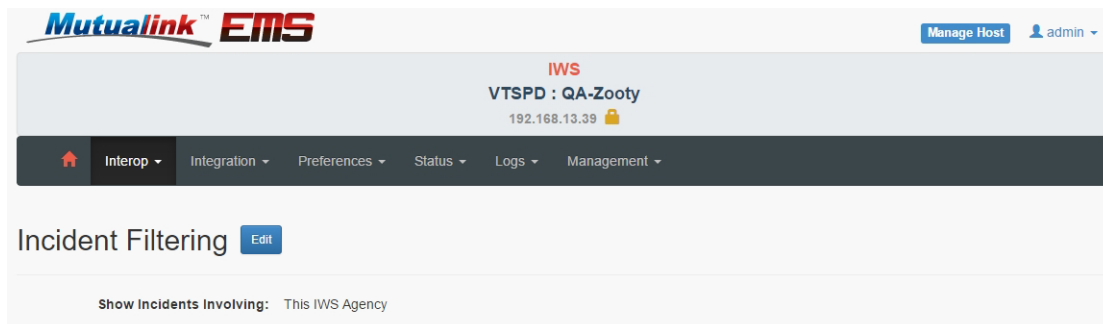 Mutualink™ EMS
Manage Host admin
IWS
VTSPD : QA-Zooty
192.168.13.39
Interop Integration Preferences Status Logs Management
Incident Filtering Edit
Show Incidents Involving: This IWS Agency